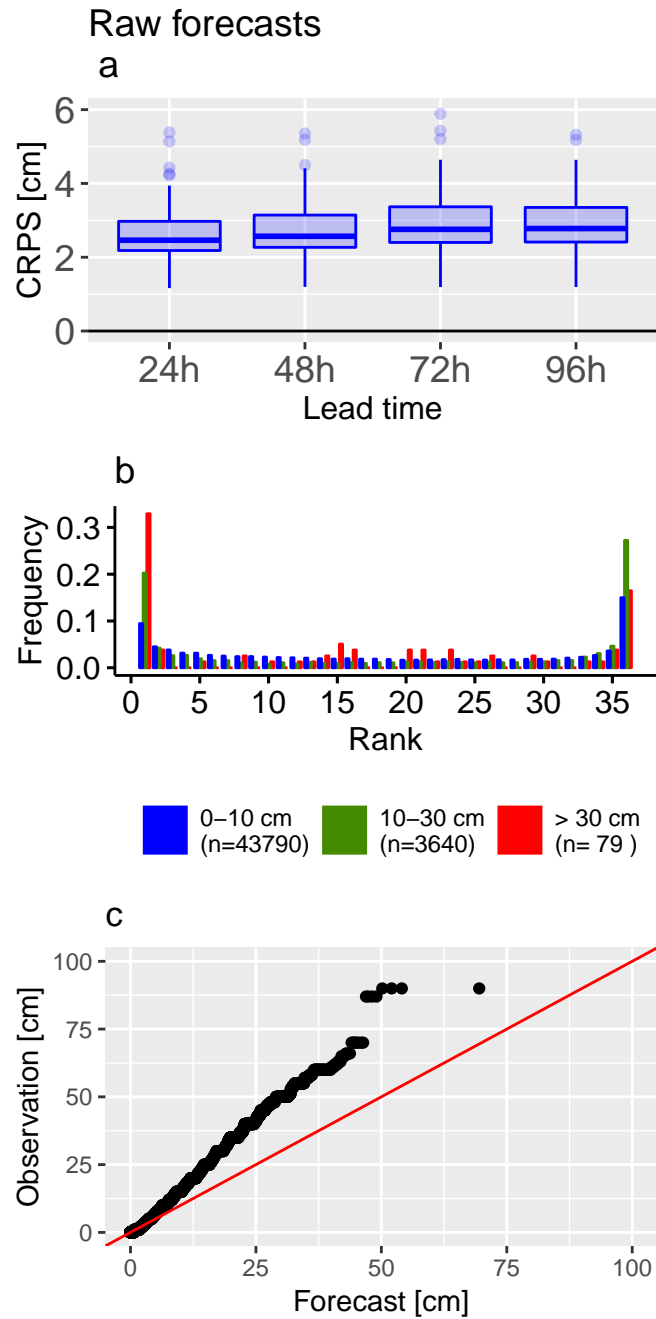 Raw forecasts
a
CRPS [cm]
6
4
2
0
24h 48h 72h 96h
Lead time
b
Frequency
0.3
0.2
0.1
0.0
0 5 10 15 20 25 30 35
Rank
0−10 cm
(n=43790)
10−30 cm
(n=3640)
> 30 cm
(n= 79 )
c
Observation [cm]
100
75
50
25
0
0 25 50 75 100
Forecast [cm]